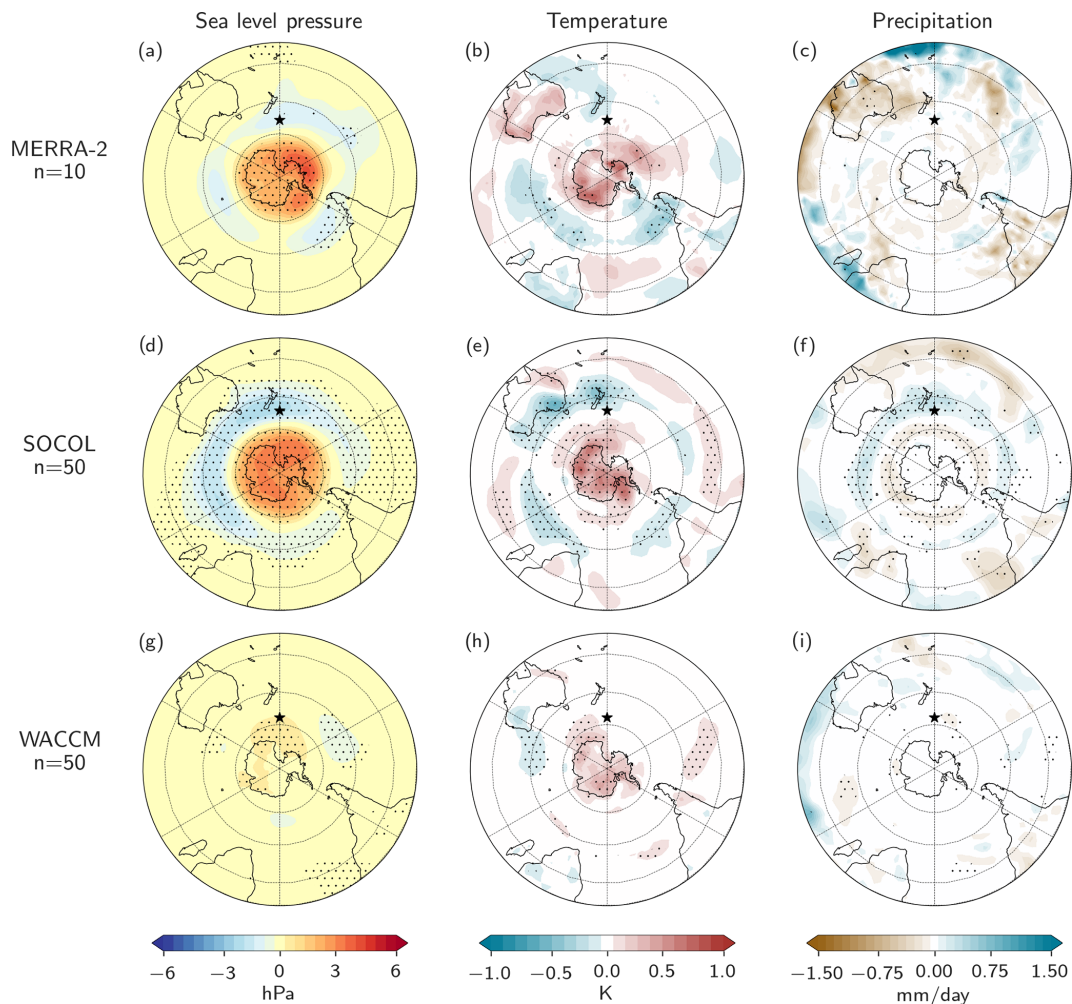 Sea level pressure Temperature Precipitation
(a) (b) (c)
MERRA-2
n=10
(d) (e) (f)
SOCOL
n=50
(g) (h) (i)
WACCM
n=50
−6 −3 0 3 6 −1.0 −0.5 0.0 0.5 1.0 −1.50 −0.75 0.00 0.75 1.50
hPa K mm/day